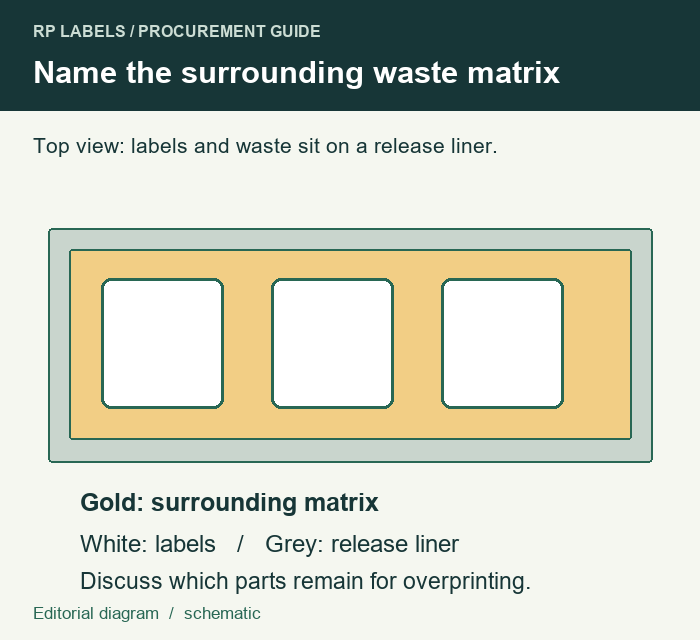 RP LABELS / PROCUREMENT GUIDE
Name the surrounding waste matrix
Top view: labels and waste sit on a release liner.
Gold: surrounding matrix
White: labels / Grey: release liner
Discuss which parts remain for overprinting.
Editorial diagram / schematic